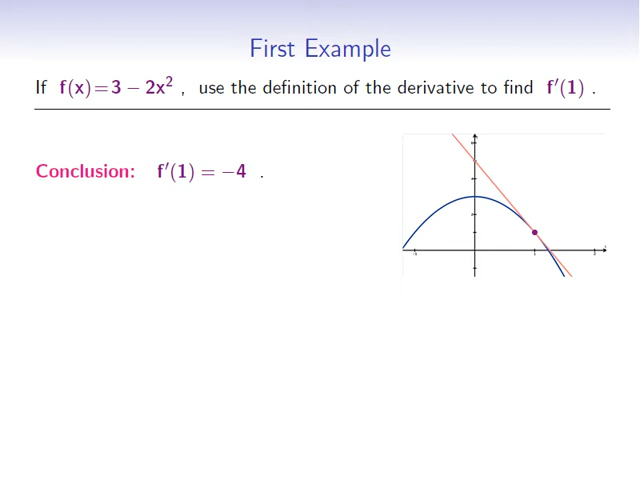 First Example
If f(x)=3 − 2x² , use the definition of the derivative to find f′(1) .
Conclusion: f′(1) = −4 .